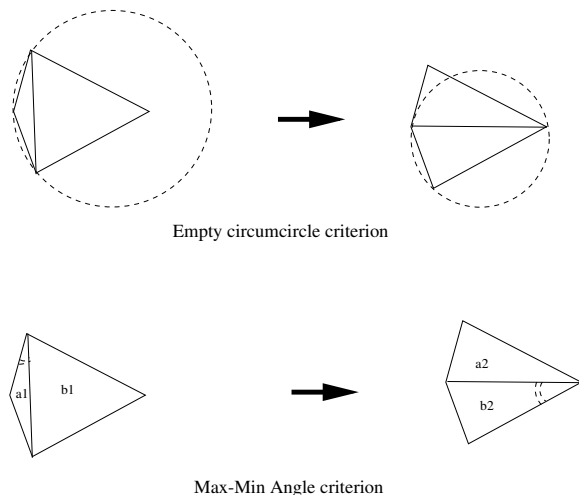 Empty circumcircle criterion
a1
b1
a2
b2
Max-Min Angle criterion